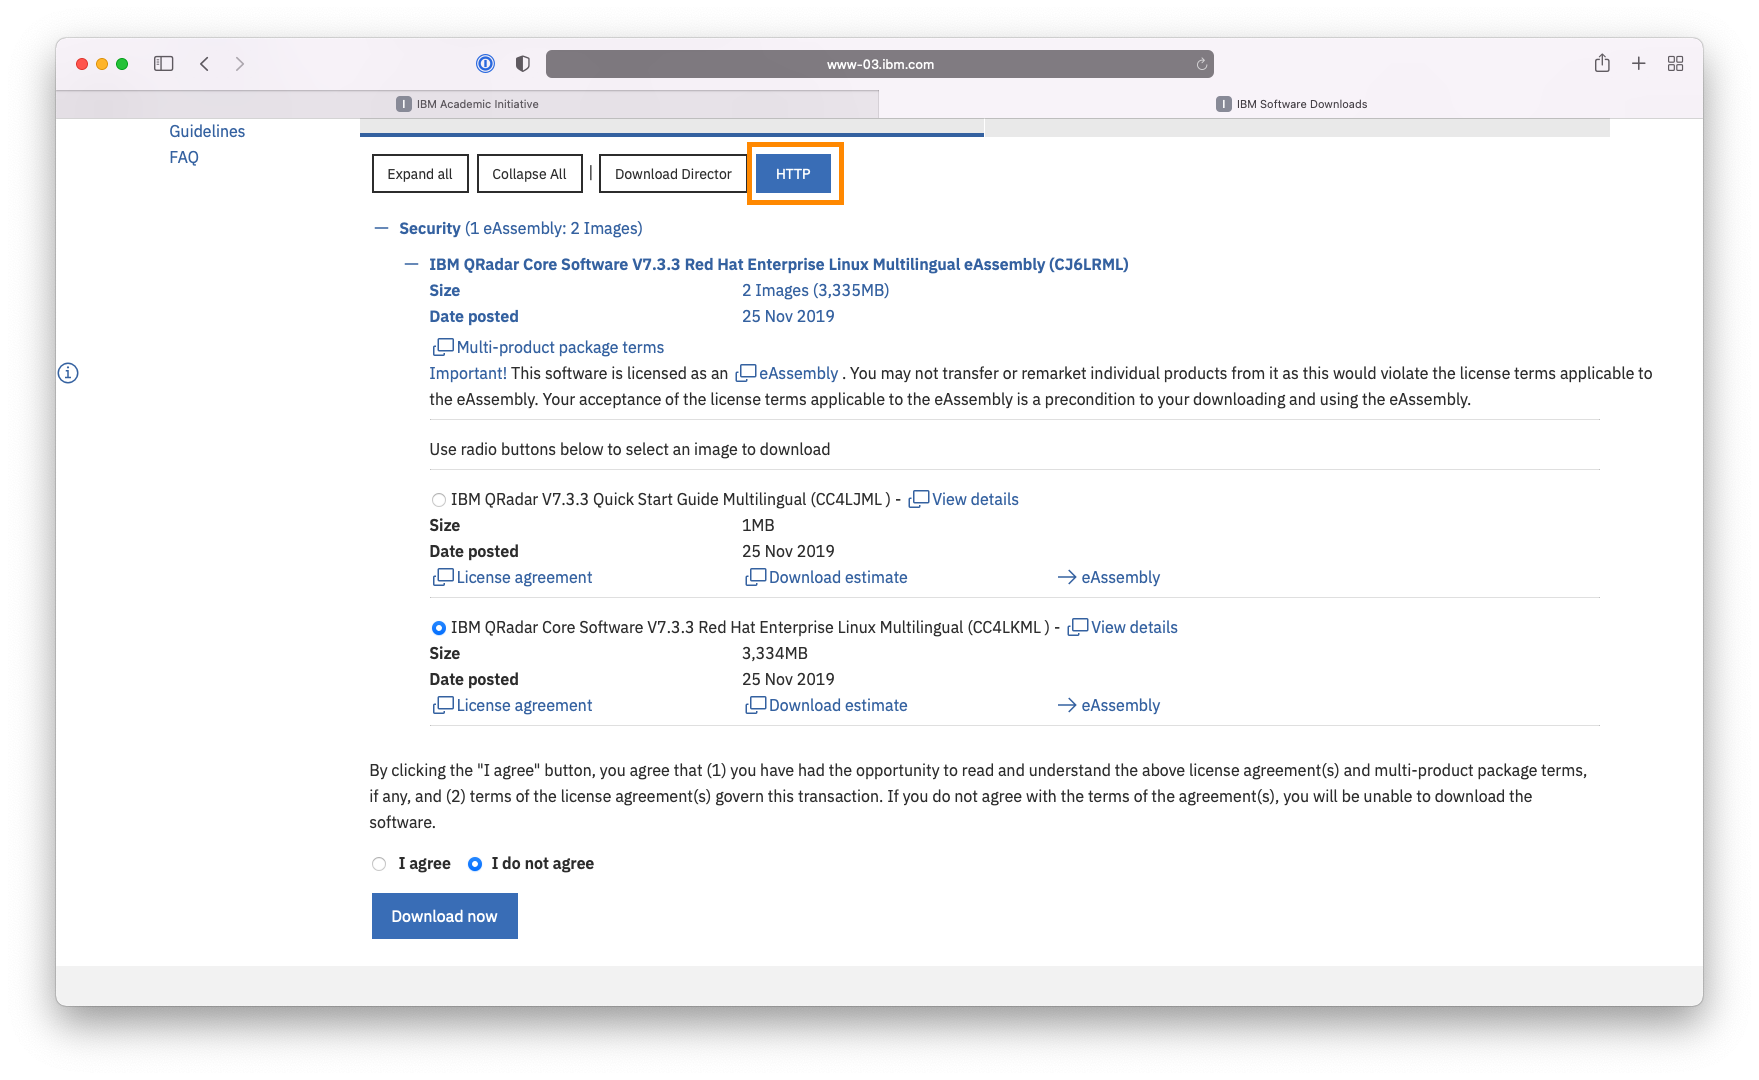 www-03.ibm.com
I IBM Academic Initiative
I IBM Software Downloads
Guidelines
FAQ
Expand all Collapse All | Download Director HTTP
Security (1 eAssembly: 2 Images)
IBM QRadar Core Software V7.3.3 Red Hat Enterprise Linux Multilingual eAssembly (CJ6LRML)
Size 2 Images (3,335MB)
Date posted 25 Nov 2019
Multi-product package terms
Important! This software is licensed as an eAssembly . You may not transfer or remarket individual products from it as this would violate the license terms applicable to
the eAssembly. Your acceptance of the license terms applicable to the eAssembly is a precondition to your downloading and using the eAssembly.
Use radio buttons below to select an image to download
IBM QRadar V7.3.3 Quick Start Guide Multilingual (CC4LJML ) - View details
Size 1MB
Date posted 25 Nov 2019
License agreement Download estimate eAssembly
IBM QRadar Core Software V7.3.3 Red Hat Enterprise Linux Multilingual (CC4LKML ) - View details
Size 3,334MB
Date posted 25 Nov 2019
License agreement Download estimate eAssembly
By clicking the "I agree" button, you agree that (1) you have had the opportunity to read and understand the above license agreement(s) and multi-product package terms,
if any, and (2) terms of the license agreement(s) govern this transaction. If you do not agree with the terms of the agreement(s), you will be unable to download the
software.
I agree I do not agree
Download now